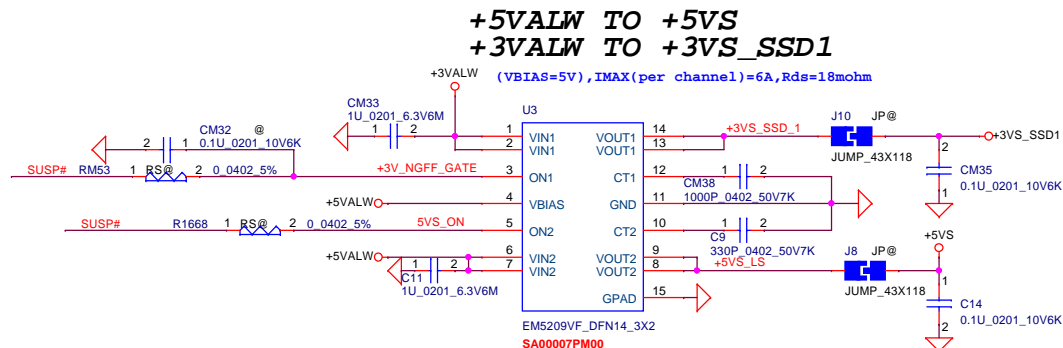 +5VALW TO +5VS
+3VALW TO +3VS_SSD1
(VBIAS=5V),IMAX(per channel)=6A,Rds=18mohm
+3VALW
CM33
1U_0201_6.3V6M
1 2
U3
CM32 @
0.1U_0201_10V6K
2 1
SUSP# RM53 1 RS@ 2 0_0402_5%
+3V_NGFF_GATE
+5VALW
SUSP# R1668 1 RS@ 2 0_0402_5%
5VS_ON
+5VALW
1 2
C11
1U_0201_6.3V6M
1 VIN1
2 VIN1
3 ON1
4 VBIAS
5 ON2
6 VIN2
7 VIN2
VOUT1 14
VOUT1 13
CT1 12
GND 11
CT2 10
VOUT2 9
VOUT2 8
GPAD 15
EM5209VF_DFN14_3X2
SA00007PM00
+3VS_SSD_1
J10 JP@
1 2
JUMP_43X118
+3VS_SSD1
2
CM35
0.1U_0201_10V6K
1
1 2
CM38
1000P_0402_50V7K
1 2
C9
330P_0402_50V7K
+5VS_LS
J8 JP@
1 2
JUMP_43X118
+5VS
1
C14
0.1U_0201_10V6K
2